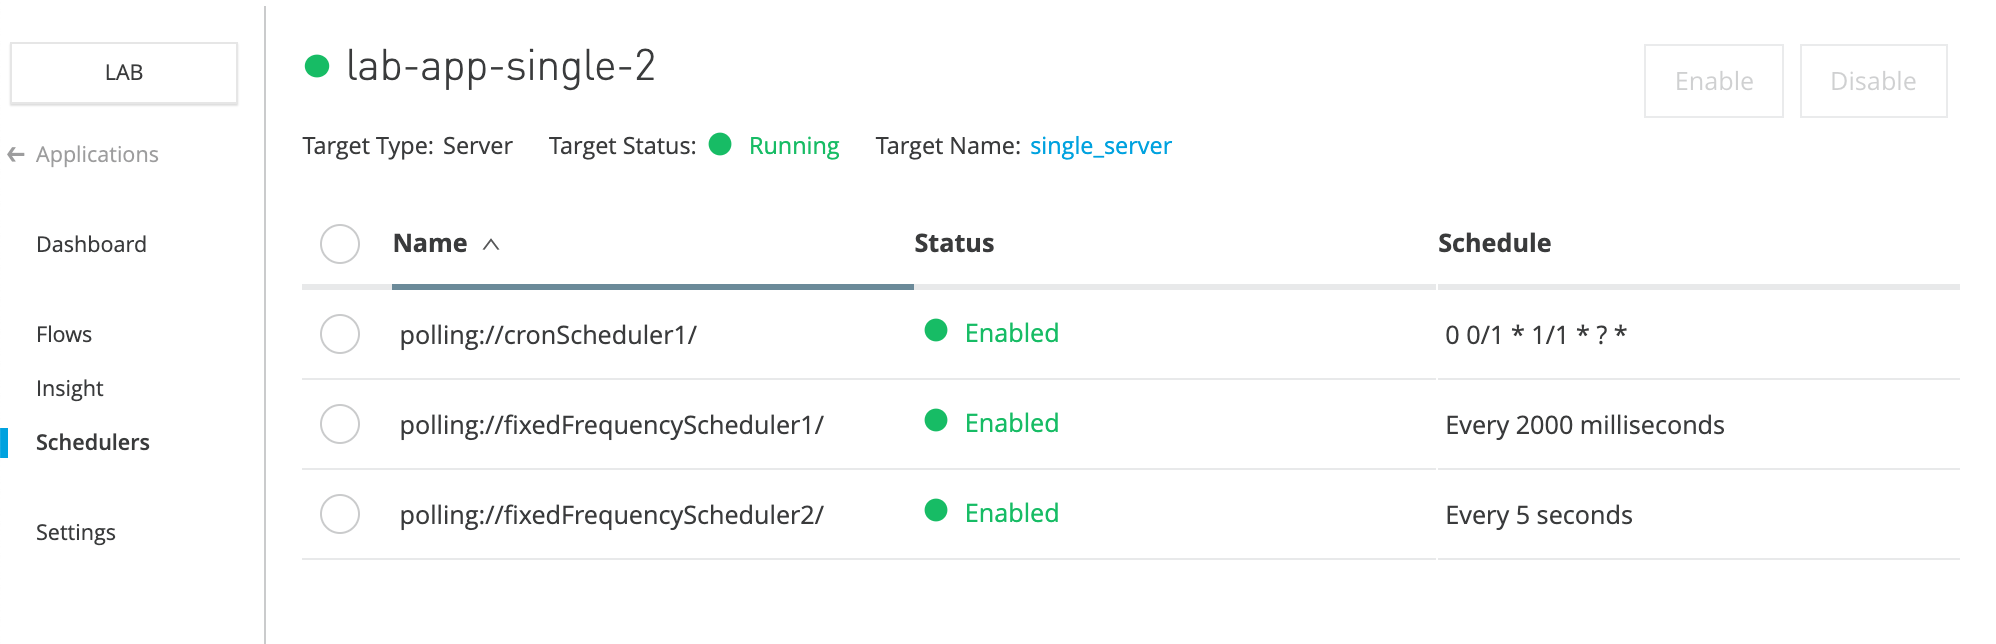 LAB
Applications
Dashboard
Flows
Insight
Schedulers
Settings
lab-app-single-2
Enable Disable
Target Type: Server Target Status: Running Target Name: single_server
Name Status Schedule
polling://cronScheduler1/ Enabled 0 0/1 * 1/1 * ? *
polling://fixedFrequencyScheduler1/ Enabled Every 2000 milliseconds
polling://fixedFrequencyScheduler2/ Enabled Every 5 seconds